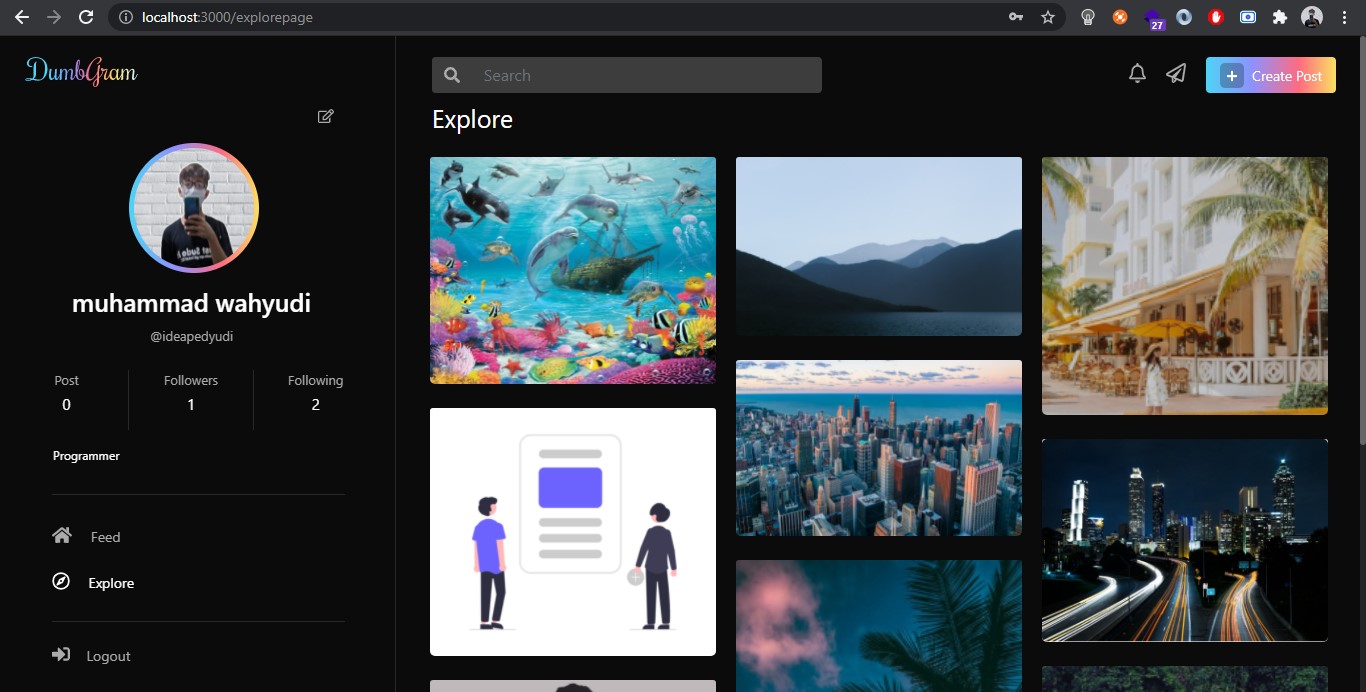 localhost:3000/explorepage
27
DumbGram
Search
Create Post
Explore
muhammad wahyudi
@ideapedyudi
Post
Followers
Following
0
1
2
Programmer
Feed
Explore
Logout